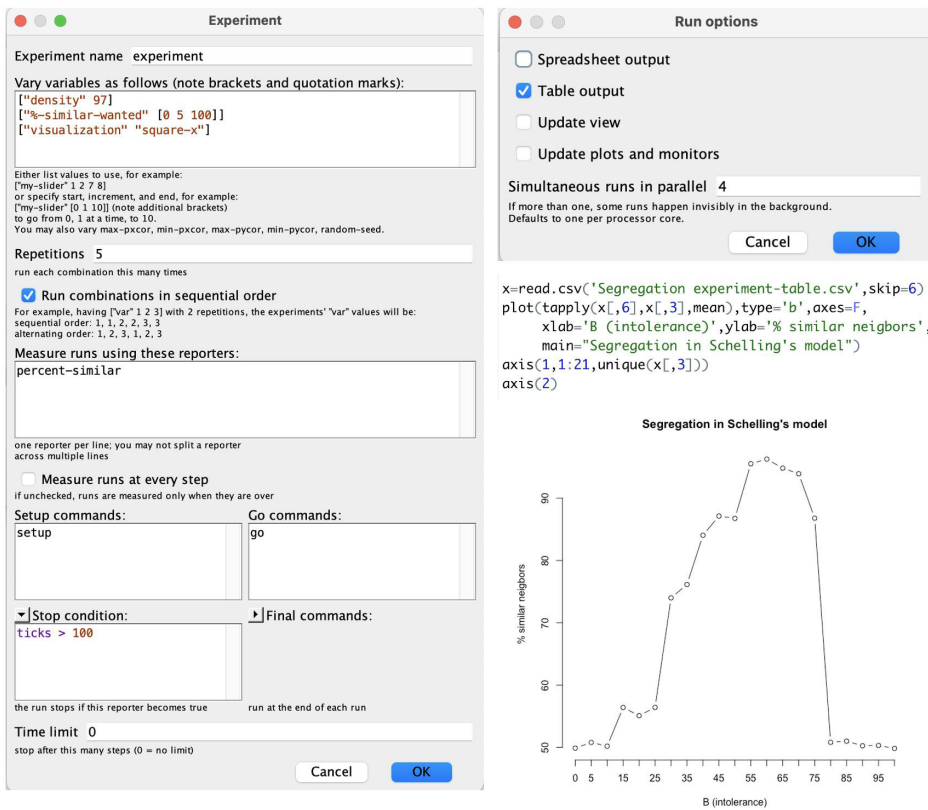 Experiment
Experiment name experiment
Vary variables as follows (note brackets and quotation marks):
["density" 97]
["%-similar-wanted" [0 5 100]]
["visualization" "square-x"]
Either list values to use, for example:
["my-slider" 1 2 7 8]
or specify start, increment, and end, for example:
["my-slider" [0 1 10]] (note additional brackets)
to go from 0, 1 at a time, to 10.
You may also vary max-pxcor, min-pxcor, max-pycor, min-pycor, random-seed.
Repetitions 5
run each combination this many times
Run combinations in sequential order
For example, having ["var" 1 2 3] with 2 repetitions, the experiments' "var" values will be:
sequential order: 1, 1, 2, 2, 3, 3
alternating order: 1, 2, 3, 1, 2, 3
Measure runs using these reporters:
percent-similar
one reporter per line; you may not split a reporter
across multiple lines
Measure runs at every step
if unchecked, runs are measured only when they are over
Setup commands: Go commands:
setup go
Stop condition: Final commands:
ticks > 100
the run stops if this reporter becomes true run at the end of each run
Time limit 0
stop after this many steps (0 = no limit)
Cancel OK
Run options
Spreadsheet output
Table output
Update view
Update plots and monitors
Simultaneous runs in parallel 4
If more than one, some runs happen invisibly in the background.
Defaults to one per processor core.
Cancel OK
x=read.csv('Segregation experiment-table.csv',skip=6)
plot(tapply(x[,6],x[,3],mean),type='b',axes=F,
xlab='B (intolerance)',ylab='% similar neigbors',
main="Segregation in Schelling's model")
axis(1,1:21,unique(x[,3]))
axis(2)
Segregation in Schelling's model
90
80
70
60
50
% similar neigbors
0 5 15 25 35 45 55 65 75 85 95
B (intolerance)